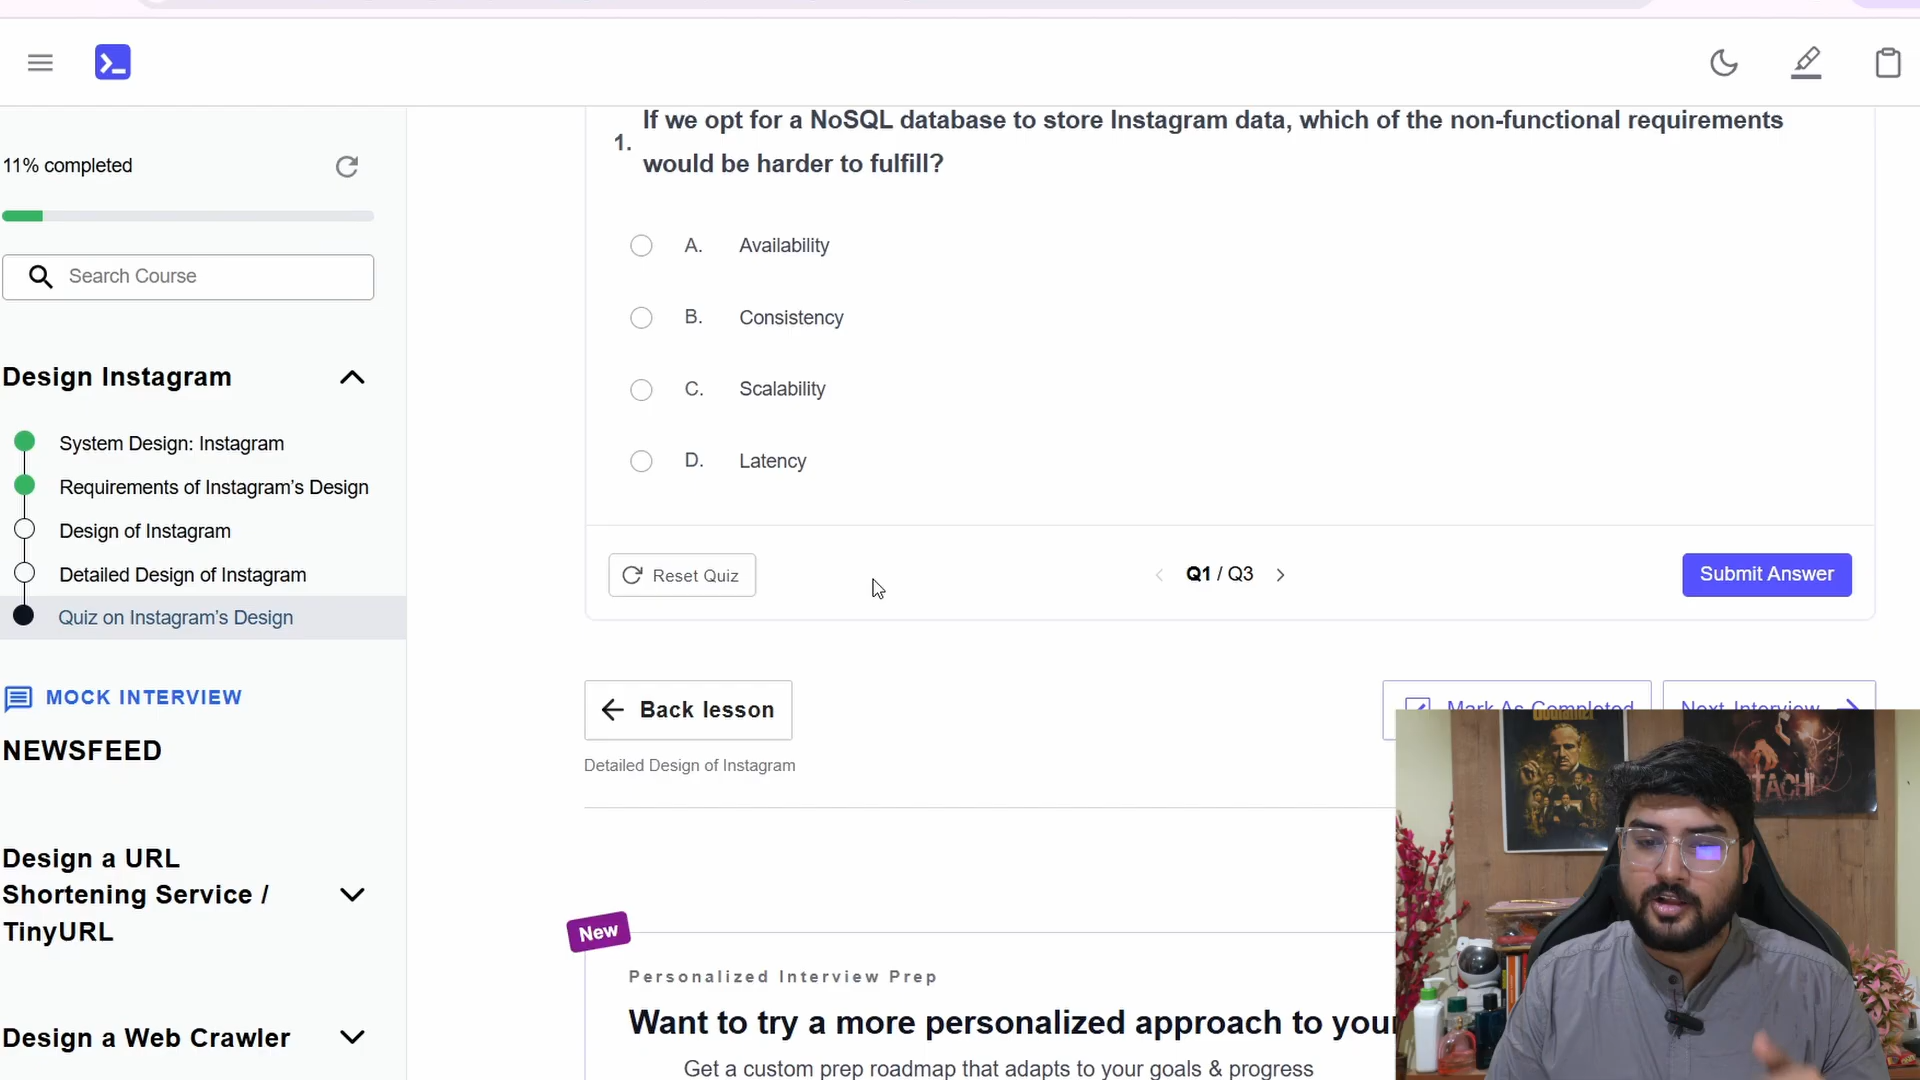 11% completed
Search Course
Design Instagram
System Design: Instagram
Requirements of Instagram’s Design
Design of Instagram
Detailed Design of Instagram
Quiz on Instagram’s Design
MOCK INTERVIEW
NEWSFEED
Design a URL
Shortening Service /
TinyURL
Design a Web Crawler
1. If we opt for a NoSQL database to store Instagram data, which of the non-functional requirements
would be harder to fulfill?
A. Availability
B. Consistency
C. Scalability
D. Latency
Reset Quiz
Q1 / Q3
Submit Answer
Back lesson
Detailed Design of Instagram
Mark As Completed
Next Interview
New
Personalized Interview Prep
Want to try a more personalized approach to your
Get a custom prep roadmap that adapts to your goals & progress